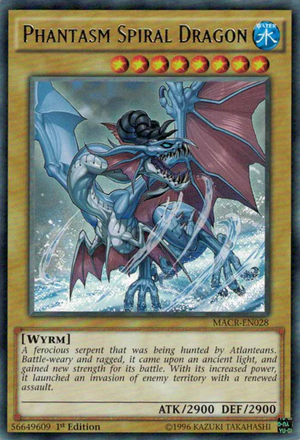 PHANTASM SPIRAL DRAGON
WATER
水
MACR-EN028
[WYRM]
A ferocious serpent that was being hunted by Atlanteans.
Battle-weary and ragged, it came upon an ancient light, and
gained new strength for its battle. With its increased power,
it launched an invasion of enemy territory with a renewed
assault.
ATK/2900 DEF/2900
56649609 1st Edition ©1996 KAZUKI TAKAHASHI